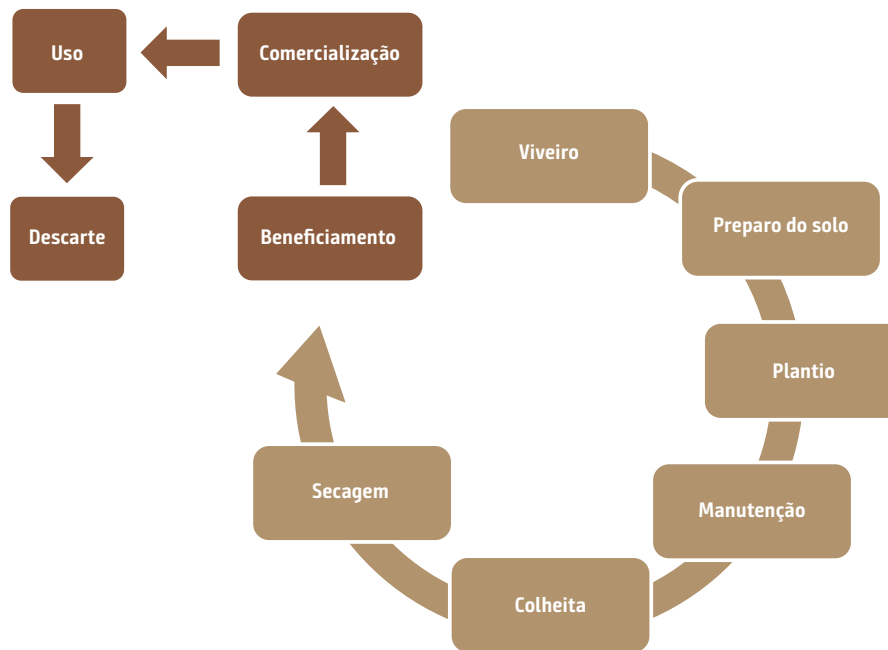 Uso
Comercialização
Viveiro
Descarte
Beneficiamento
Preparo do solo
Plantio
Secagem
Manutenção
Colheita